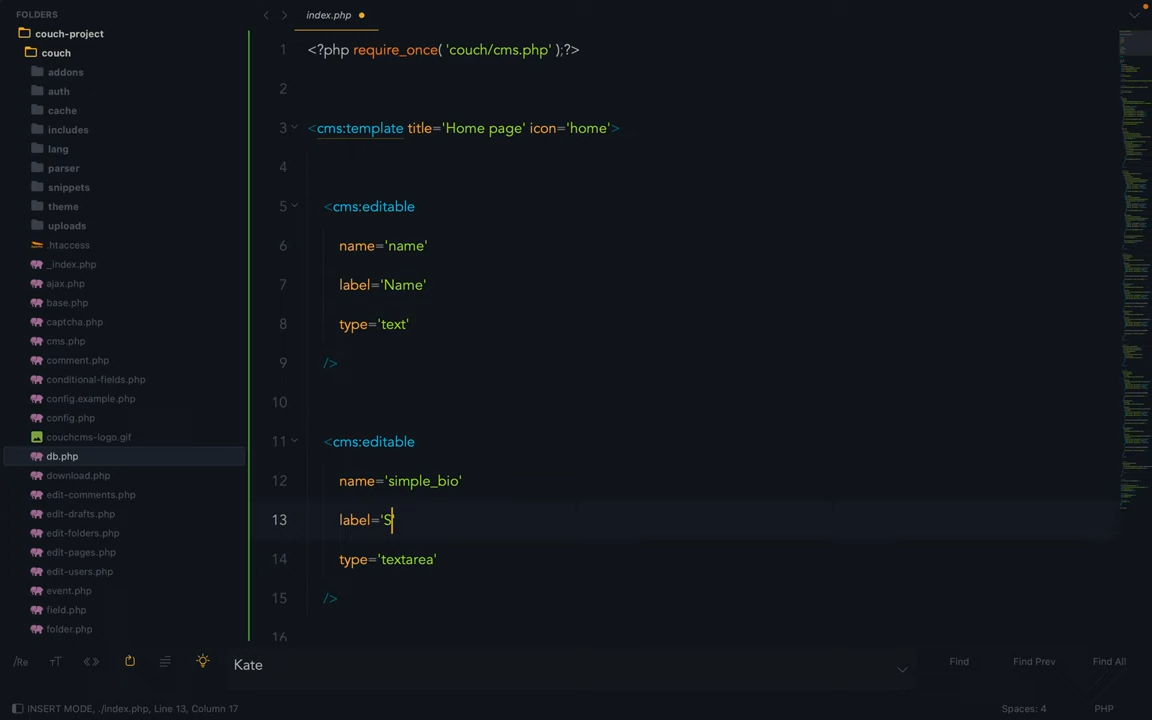 FOLDERS
couch-project
couch
addons
auth
cache
includes
lang
parser
snippets
theme
uploads
.htaccess
_index.php
ajax.php
base.php
captcha.php
cms.php
comment.php
conditional-fields.php
config.example.php
config.php
couchcms-logo.gif
db.php
download.php
edit-comments.php
edit-drafts.php
edit-folders.php
edit-pages.php
edit-users.php
event.php
field.php
folder.php
index.php
1 <?php require_once( 'couch/cms.php' );?>
2
3 <cms:template title='Home page' icon='home'>
4
5 <cms:editable
6 name='name'
7 label='Name'
8 type='text'
9 />
10
11 <cms:editable
12 name='simple_bio'
13 label='S'
14 type='textarea'
15 />
16
/Re
Kate
Find
Find Prev
Find All
INSERT MODE, ./index.php, Line 13, Column 17
Spaces: 4
PHP